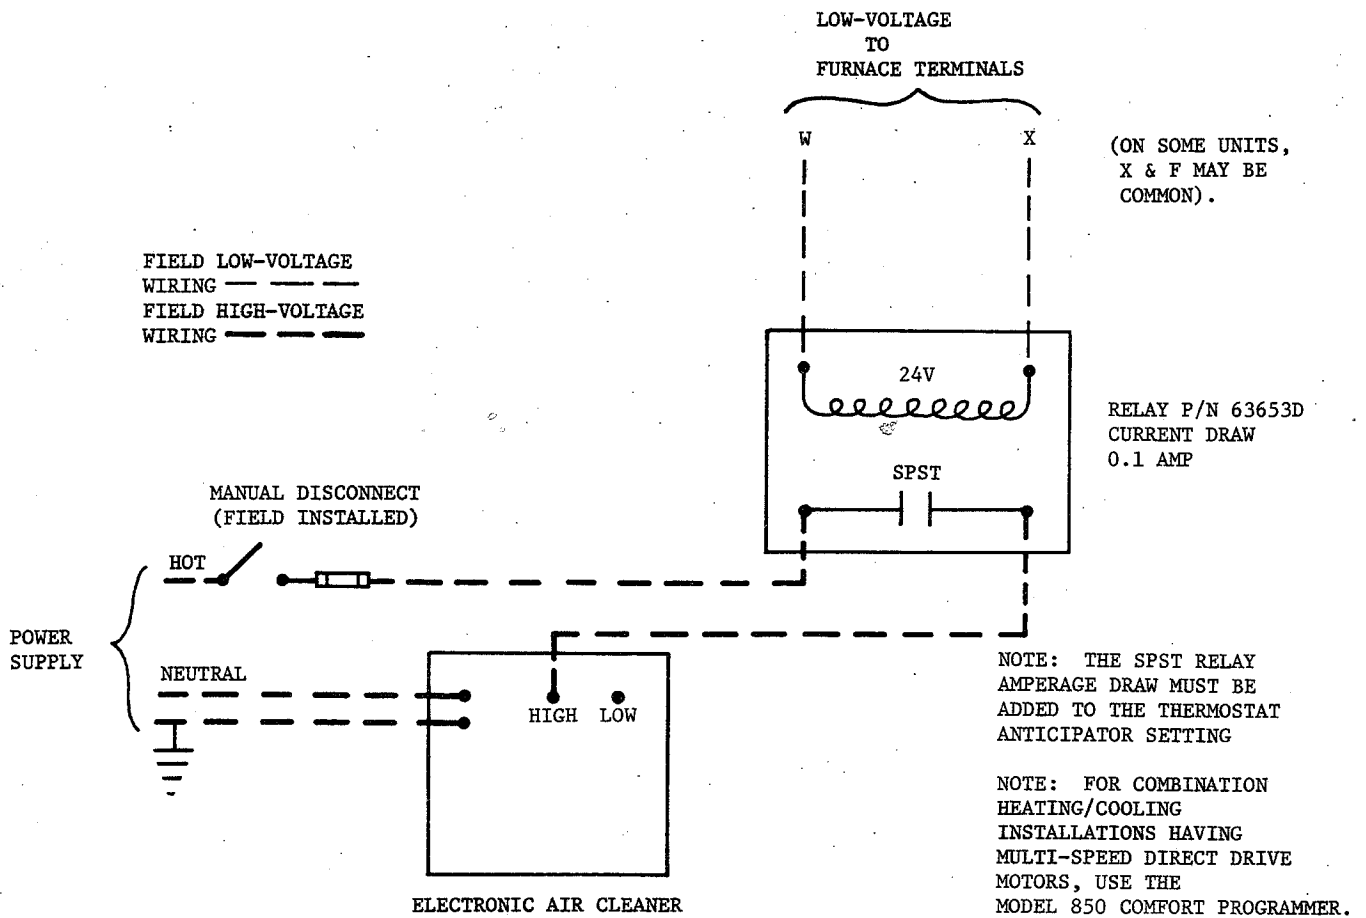 LOW-VOLTAGE
TO
FURNACE TERMINALS
W
X
(ON SOME UNITS,
X & F MAY BE
COMMON).
FIELD LOW-VOLTAGE
WIRING
FIELD HIGH-VOLTAGE
WIRING
24V
RELAY P/N 63653D
CURRENT DRAW
0.1 AMP
SPST
MANUAL DISCONNECT
(FIELD INSTALLED)
HOT
POWER
SUPPLY
NEUTRAL
HIGH LOW
NOTE: THE SPST RELAY
AMPERAGE DRAW MUST BE
ADDED TO THE THERMOSTAT
ANTICIPATOR SETTING
NOTE: FOR COMBINATION
HEATING/COOLING
INSTALLATIONS HAVING
MULTI-SPEED DIRECT DRIVE
MOTORS, USE THE
MODEL 850 COMFORT PROGRAMMER.
ELECTRONIC AIR CLEANER